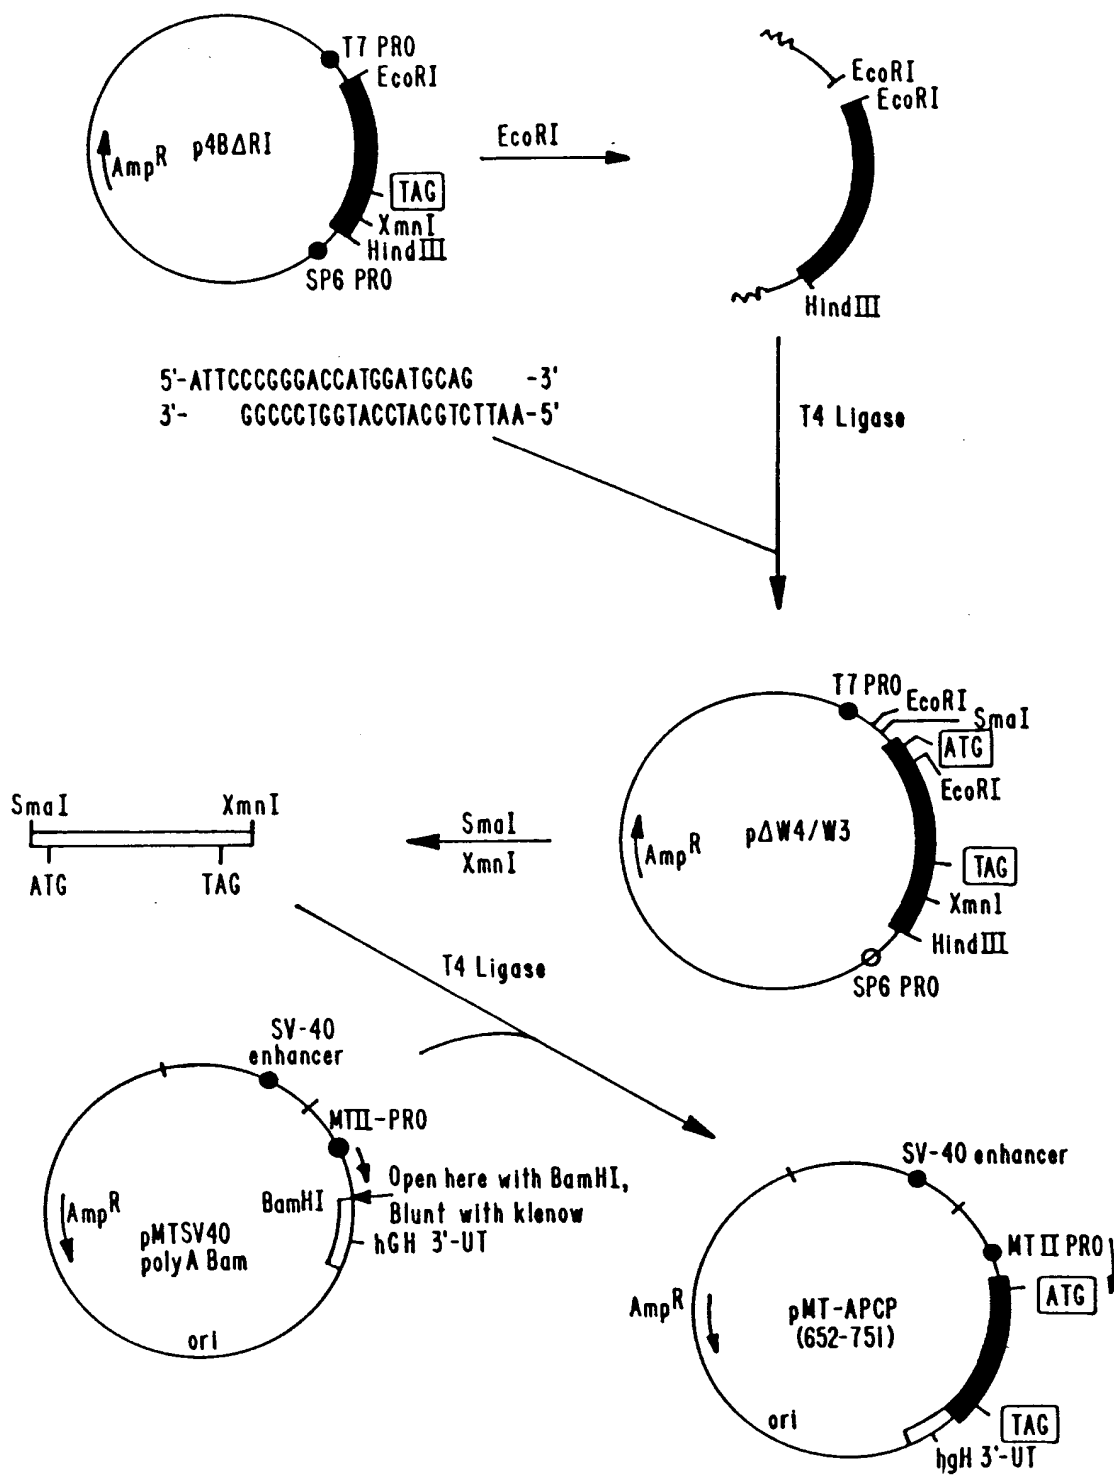 T7 PRO
EcoRI
p4BΔRI
AmpR
TAG
XmnI
HindIII
SP6 PRO
EcoRI
EcoRI
EcoRI
HindIII
5'-ATTCCCGGGACCATGGATGCAG -3'
3'- GGCCCTGGTACCTACGTCTTAA-5'
T4 Ligase
T7 PRO
EcoRI
SmaI
ATG
EcoRI
pΔW4/W3
AmpR
TAG
XmnI
HindIII
SP6 PRO
SmaI
XmnI
SmaI
XmnI
ATG
TAG
T4 Ligase
SV-40
enhancer
MTII-PRO
Open here with BamHI,
Blunt with klenow
BamHI
AmpR
pMTSV40
polyA Bam
hGH 3'-UT
ori
SV-40 enhancer
MTII PRO
ATG
AmpR
pMT-APCP
(652-751)
ori
TAG
hgH 3'-UT